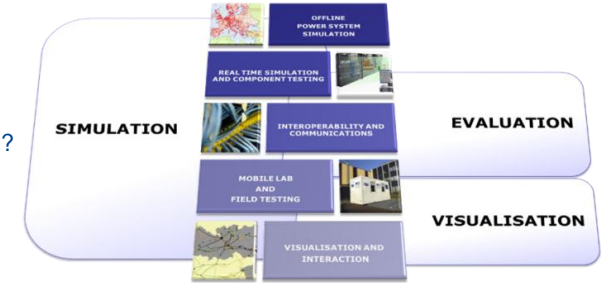 OFFLINE
POWER SYSTEM
SIMULATION
REAL TIME SIMULATION
AND COMPONENT TESTING
SIMULATION
?
INTEROPERABILITY AND
COMMUNICATIONS
EVALUATION
MOBILE LAB
AND
FIELD TESTING
VISUALISATION
VISUALISATION AND
INTERACTION